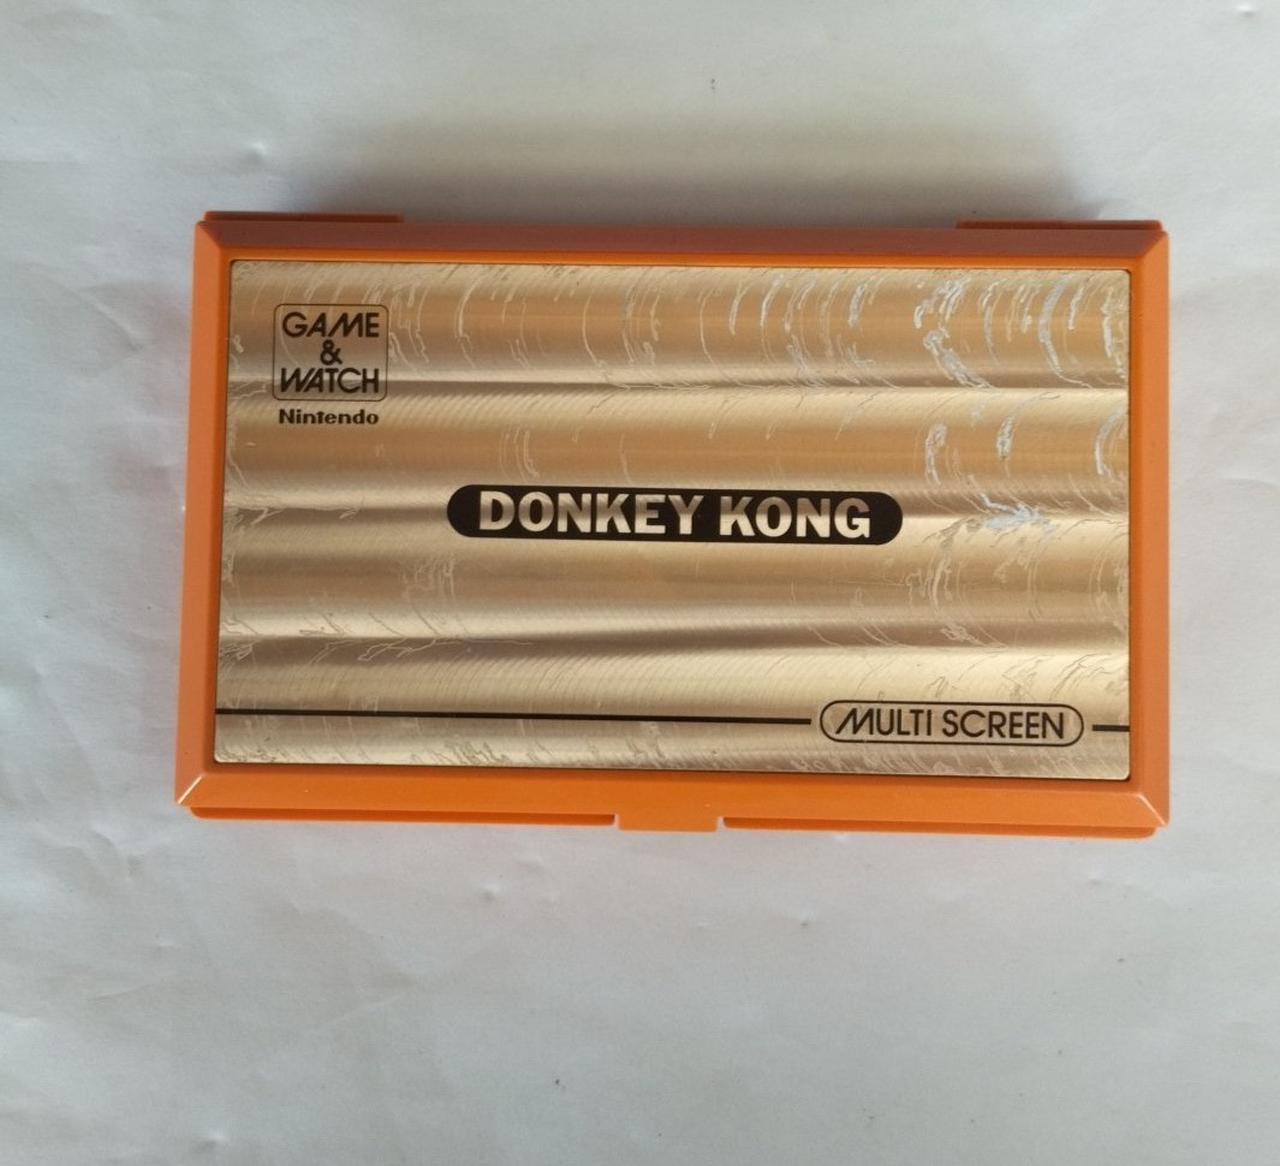 GAME
&
WATCH
Nintendo
DONKEY KONG
MULTI SCREEN